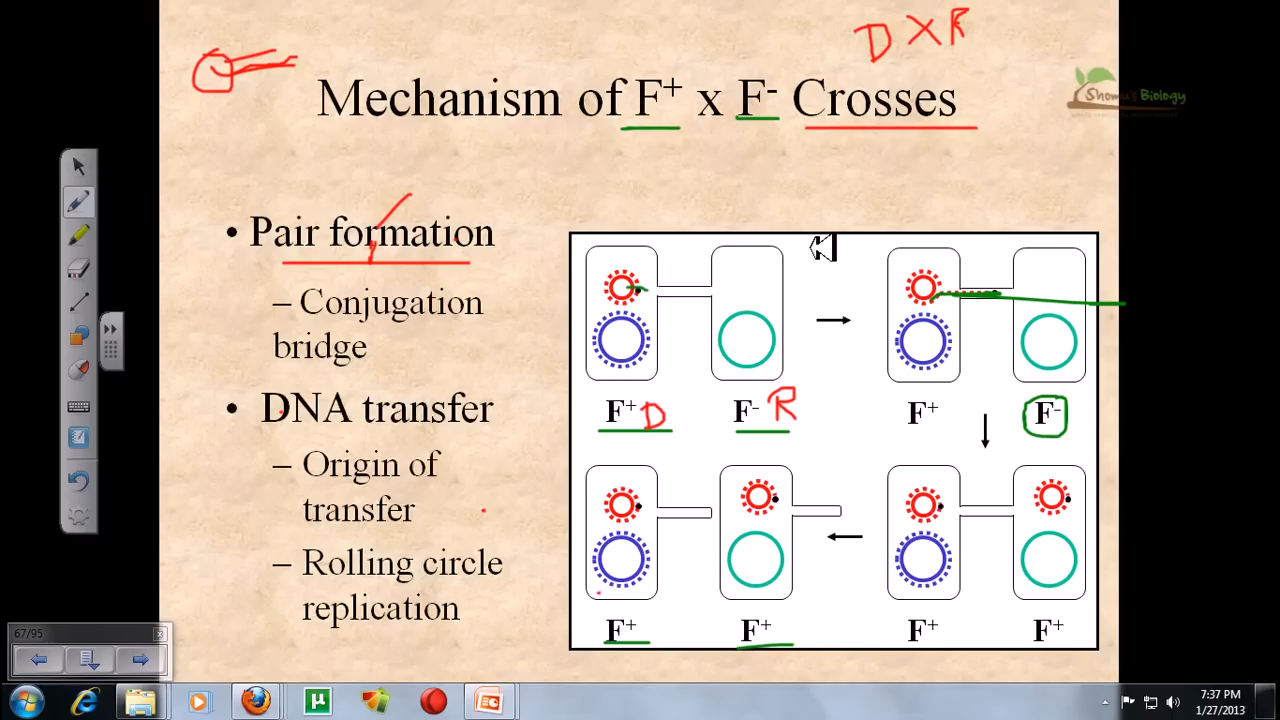 D X R
Mechanism of F+ x F- Crosses
Shomu's Biology
• Pair formation
– Conjugation
bridge
• DNA transfer
– Origin of
transfer
– Rolling circle
replication
F+ D
F- R
F+
F-
F+
F+
F+
F+
67/95
7:37 PM
1/27/2013